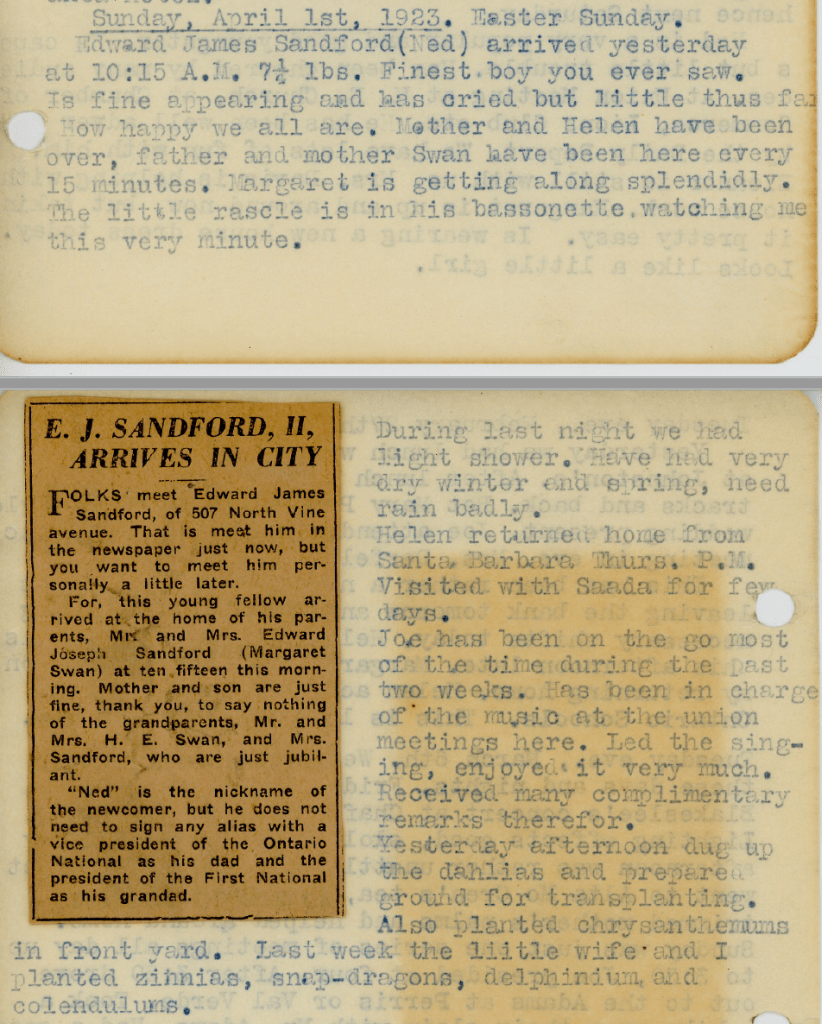 Sunday, April 1st, 1923. Easter Sunday.
Edward James Sandford(Ned) arrived yesterday
at 10:15 A.M. 7½ lbs. Finest boy you ever saw.
Is fine appearing and has cried but little thus far
How happy we all are. Mother and Helen have been
over, father and mother Swan have been here every
15 minutes. Margaret is getting along splendidly.
The little rascle is in his bassonette watching me
this very minute.
E. J. SANDFORD, II,
ARRIVES IN CITY
FOLKS meet Edward James
Sandford, of 507 North Vine
avenue. That is meet him in
the newspaper just now, but
you want to meet him per-
sonally a little later.
For, this young fellow ar-
rived at the home of his par-
ents, Mr. and Mrs. Edward
Joseph Sandford (Margaret
Swan) at ten fifteen this morn-
ing. Mother and son are just
fine, thank you, to say nothing
of the grandparents, Mr. and
Mrs. H. E. Swan, and Mrs.
Sandford, who are just jubil-
ant.
"Ned" is the nickname of
the newcomer, but he does not
need to sign any alias with a
vice president of the Ontario
National as his dad and the
president of the First National
as his grandad.
During last night we had
light shower. Have had very
dry winter and spring, need
rain badly.
Helen returned home from
Santa Barbara Thurs. P.M.
Visited with Saada for few
days.
Joe has been on the go most
of the time during the past
two weeks. Has been in charge
of the music at the union
meetings here. Led the sing-
ing, enjoyed it very much.
Received many complimentary
remarks therefor.
Yesterday afternoon dug up
the dahlias and prepared
ground for transplanting.
Also planted chrysanthemums
in front yard. Last week the liitle wife and I
planted zinnias, snap-dragons, delphinium, and
colendulums.